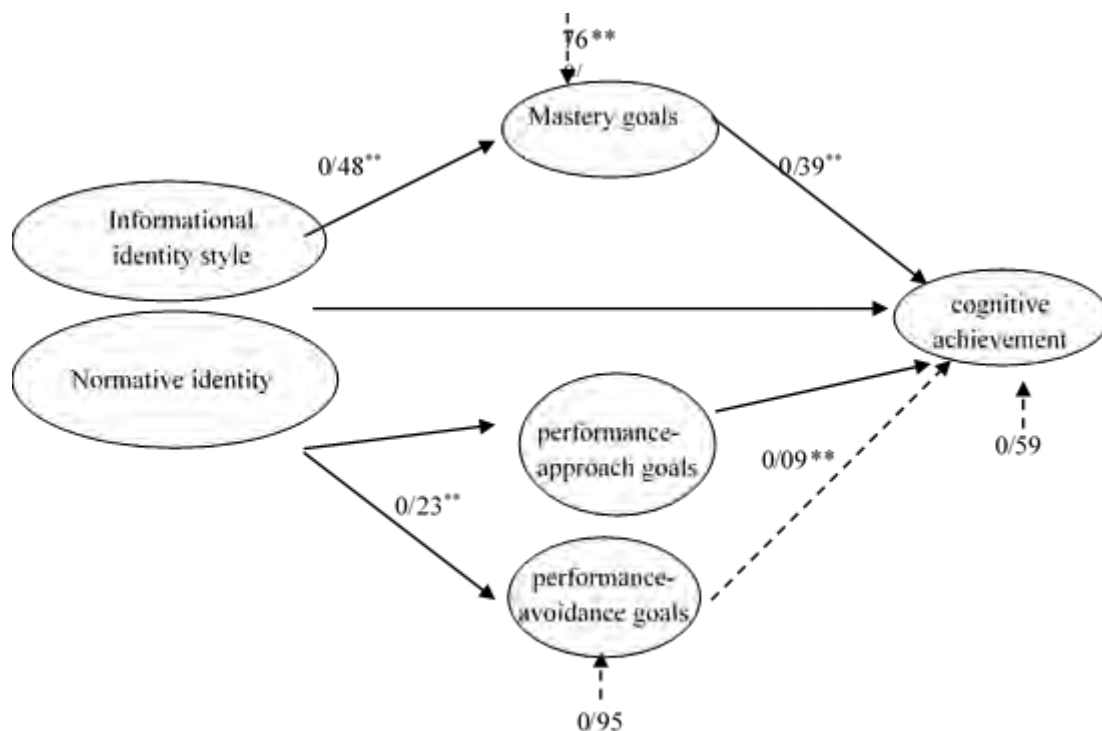 76**
0/
Mastery goals
0/48**
0/39**
Informational
identity style
cognitive
achievement
Normative identity
performance-
approach goals
0/09**
0/59
0/23**
performance-
avoidance goals
0/95